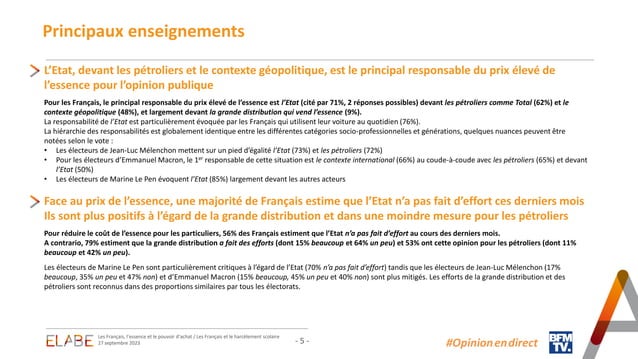 Principaux enseignements
L’Etat, devant les pétroliers et le contexte géopolitique, est le principal responsable du prix élevé de
l’essence pour l’opinion publique
Pour les Français, le principal responsable du prix élevé de l’essence est l’Etat (cité par 71%, 2 réponses possibles) devant les pétroliers comme Total (62%) et le
contexte géopolitique (48%), et largement devant la grande distribution qui vend l’essence (9%).
La responsabilité de l’Etat est particulièrement évoquée par les Français qui utilisent leur voiture au quotidien (76%).
La hiérarchie des responsabilités est globalement identique entre les différentes catégories socio-professionnelles et générations, quelques nuances peuvent être
notées selon le vote :
• Les électeurs de Jean-Luc Mélenchon mettent sur un pied d’égalité l’Etat (73%) et les pétroliers (72%)
• Pour les électeurs d’Emmanuel Macron, le 1er responsable de cette situation est le contexte international (66%) au coude-à-coude avec les pétroliers (65%) et devant
l’Etat (50%)
• Les électeurs de Marine Le Pen évoquent l’Etat (85%) largement devant les autres acteurs
Face au prix de l’essence, une majorité de Français estime que l’Etat n’a pas fait d’effort ces derniers mois
Ils sont plus positifs à l’égard de la grande distribution et dans une moindre mesure pour les pétroliers
Pour réduire le coût de l’essence pour les particuliers, 56% des Français estiment que l’Etat n’a pas fait d’effort au cours des derniers mois.
A contrario, 79% estiment que la grande distribution a fait des efforts (dont 15% beaucoup et 64% un peu) et 53% ont cette opinion pour les pétroliers (dont 11%
beaucoup et 42% un peu).
Les électeurs de Marine Le Pen sont particulièrement critiques à l’égard de l’Etat (70% n’a pas fait d’effort) tandis que les électeurs de Jean-Luc Mélenchon (17%
beaucoup, 35% un peu et 47% non) et d’Emmanuel Macron (15% beaucoup, 45% un peu et 40% non) sont plus mitigés. Les efforts de la grande distribution et des
pétroliers sont reconnus dans des proportions similaires par tous les électorats.
ELABE
Les Français, l’essence et le pouvoir d’achat / Les Français et le harcèlement scolaire
27 septembre 2023
- 5 -
#Opinionendirect
BFM
TV.